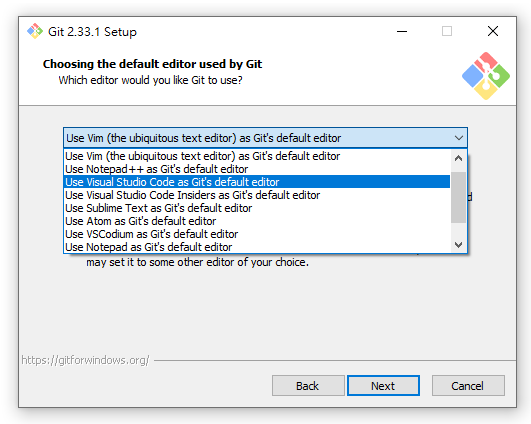 Git 2.33.1 Setup
Choosing the default editor used by Git
Which editor would you like Git to use?
Use Vim (the ubiquitous text editor) as Git's default editor
Use Vim (the ubiquitous text editor) as Git's default editor
Use Notepad++ as Git's default editor
Use Visual Studio Code as Git's default editor
Use Visual Studio Code Insiders as Git's default editor
Use Sublime Text as Git's default editor
Use Atom as Git's default editor
Use VSCodium as Git's default editor
Use Notepad as Git's default editor
may set it to some other editor of your choice.
https://gitforwindows.org/
Back
Next
Cancel